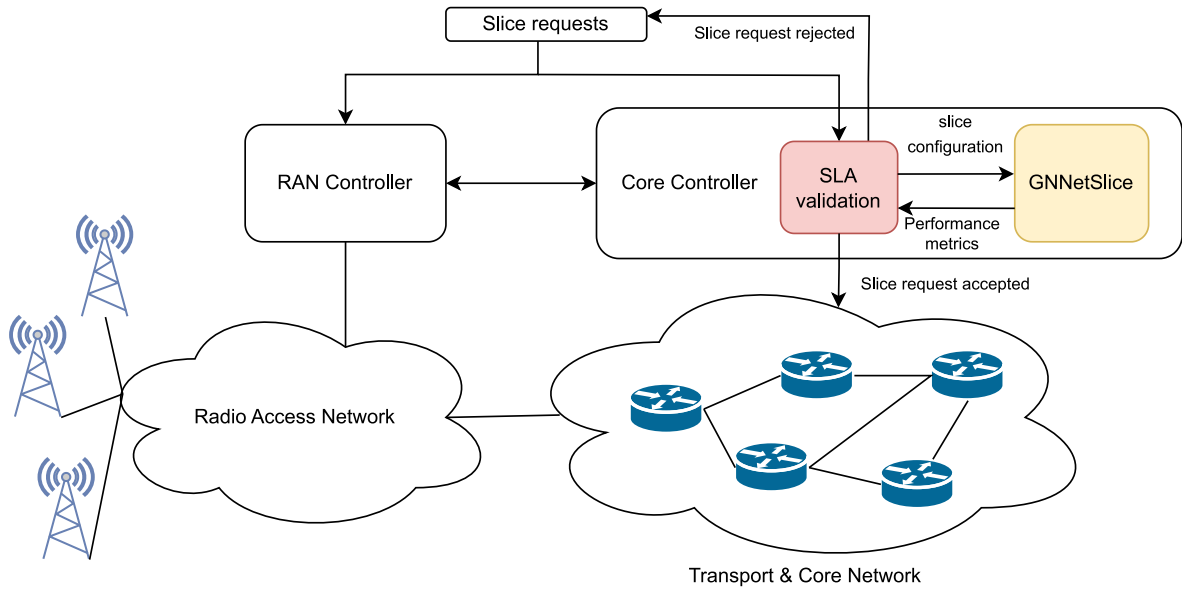 Slice requests
Slice request rejected
RAN Controller
Core Controller
SLA
validation
slice
configuration
GNNetSlice
Performance
metrics
Slice request accepted
Radio Access Network
Transport & Core Network